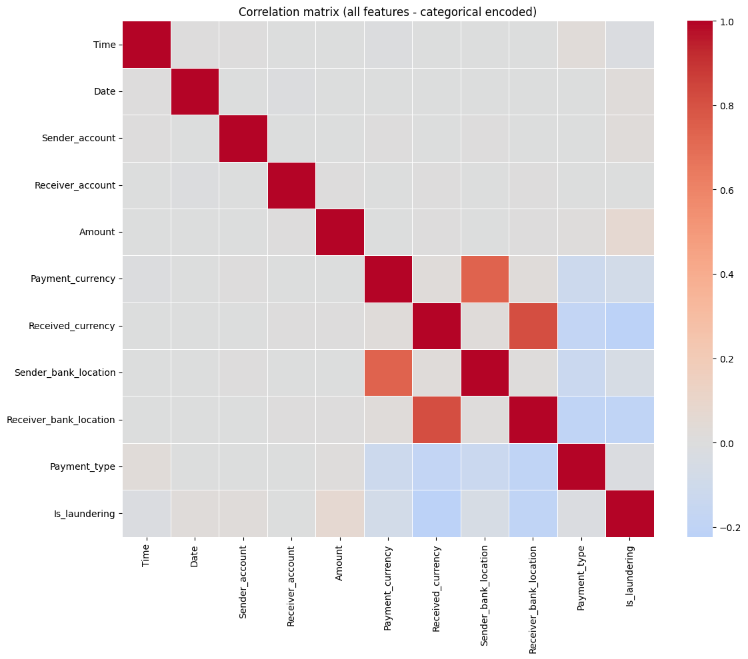 Correlation matrix (all features - categorical encoded)
Time
Date
Sender_account
Receiver_account
Amount
Payment_currency
Received_currency
Sender_bank_location
Receiver_bank_location
Payment_type
Is_laundering
Time
Date
Sender_account
Receiver_account
Amount
Payment_currency
Received_currency
Sender_bank_location
Receiver_bank_location
Payment_type
Is_laundering
1.0
0.8
0.6
0.4
0.2
0.0
−0.2